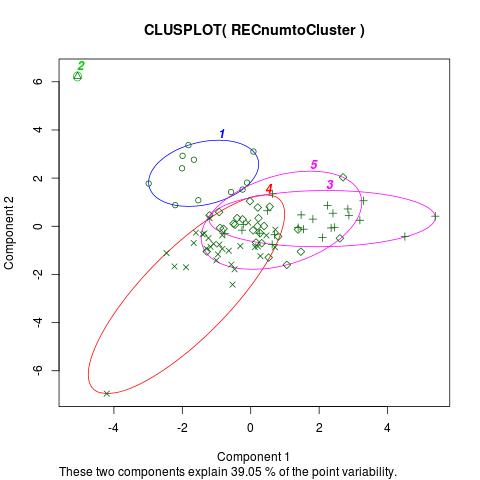 CLUSPLOT( RECnumtoCluster )
2
1
5
3
4
6
4
2
0
-2
-4
-6
Component 2
-4 -2 0 2 4
Component 1
These two components explain 39.05 % of the point variability.